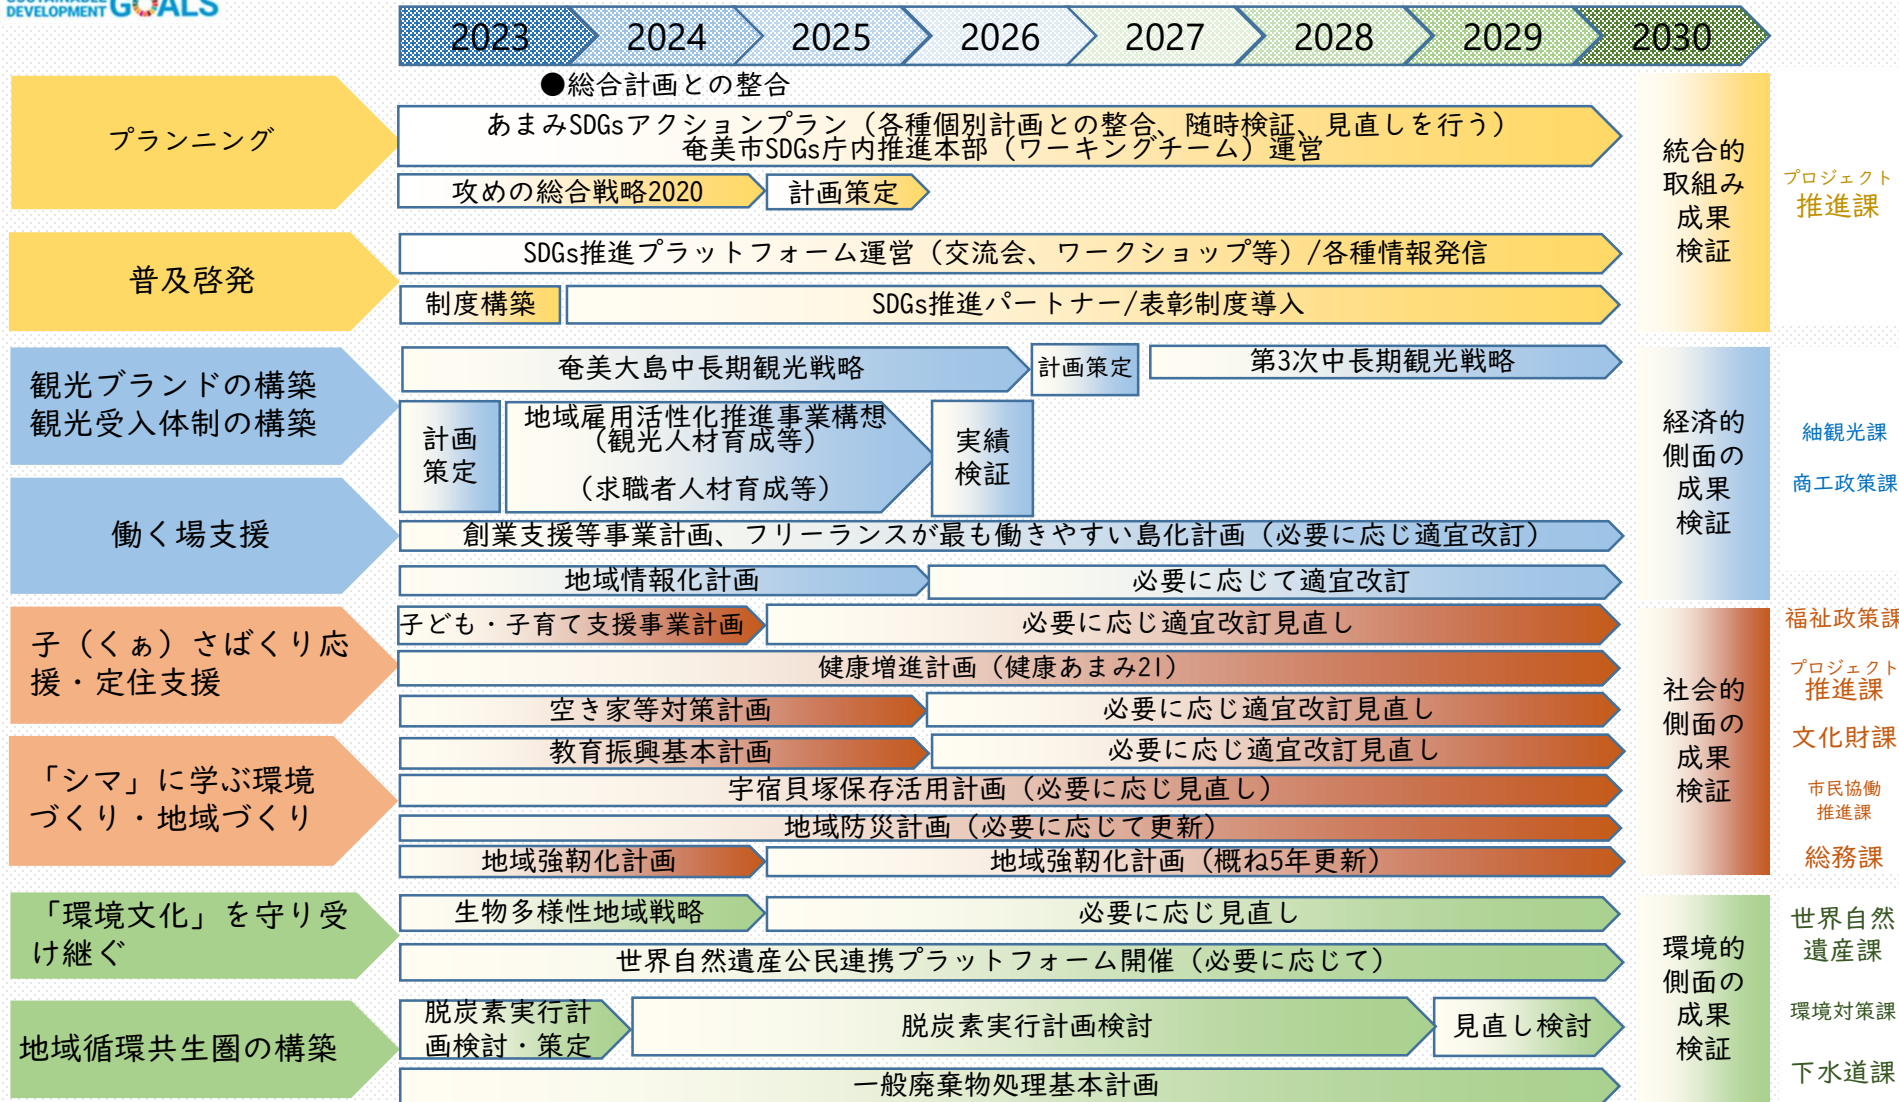 SUSTAINABLE
DEVELOPMENT GOALS
2023
2024
2025
2026
2027
2028
2029
2030
●総合計画との整合
プランニング
あまみSDGsアクションプラン（各種個別計画との整合、随時検証、見直しを行う）
奄美市SDGs庁内推進本部（ワーキングチーム）運営
攻めの総合戦略2020
計画策定
普及啓発
SDGs推進プラットフォーム運営（交流会、ワークショップ等）/各種情報発信
制度構築
SDGs推進パートナー/表彰制度導入
統合的
取組み
成果
検証
プロジェクト
推進課
観光ブランドの構築
観光受入体制の構築
奄美大島中長期観光戦略
計画策定
第3次中長期観光戦略
計画
策定
地域雇用活性化推進事業構想
（観光人材育成等）
（求職者人材育成等）
実績
検証
働く場支援
創業支援等事業計画、フリーランスが最も働きやすい島化計画（必要に応じ適宜改訂）
地域情報化計画
必要に応じて適宜改訂
経済的
側面の
成果
検証
紬観光課
商工政策課
子（くぁ）さばくり応
援・定住支援
子ども・子育て支援事業計画
必要に応じ適宜改訂見直し
健康増進計画（健康あまみ21）
空き家等対策計画
必要に応じ適宜改訂見直し
「シマ」に学ぶ環境
づくり・地域づくり
教育振興基本計画
必要に応じ適宜改訂見直し
宇宿貝塚保存活用計画（必要に応じ見直し）
地域防災計画（必要に応じて更新）
地域強靭化計画
地域強靭化計画（概ね5年更新）
社会的
側面の
成果
検証
福祉政策課
プロジェクト
推進課
文化財課
市民協働
推進課
総務課
「環境文化」を守り受
け継ぐ
生物多様性地域戦略
必要に応じ見直し
世界自然遺産公民連携プラットフォーム開催（必要に応じて）
地域循環共生圏の構築
脱炭素実行計
画検討・策定
脱炭素実行計画検討
見直し検討
一般廃棄物処理基本計画
環境的
側面の
成果
検証
世界自然
遺産課
環境対策課
下水道課